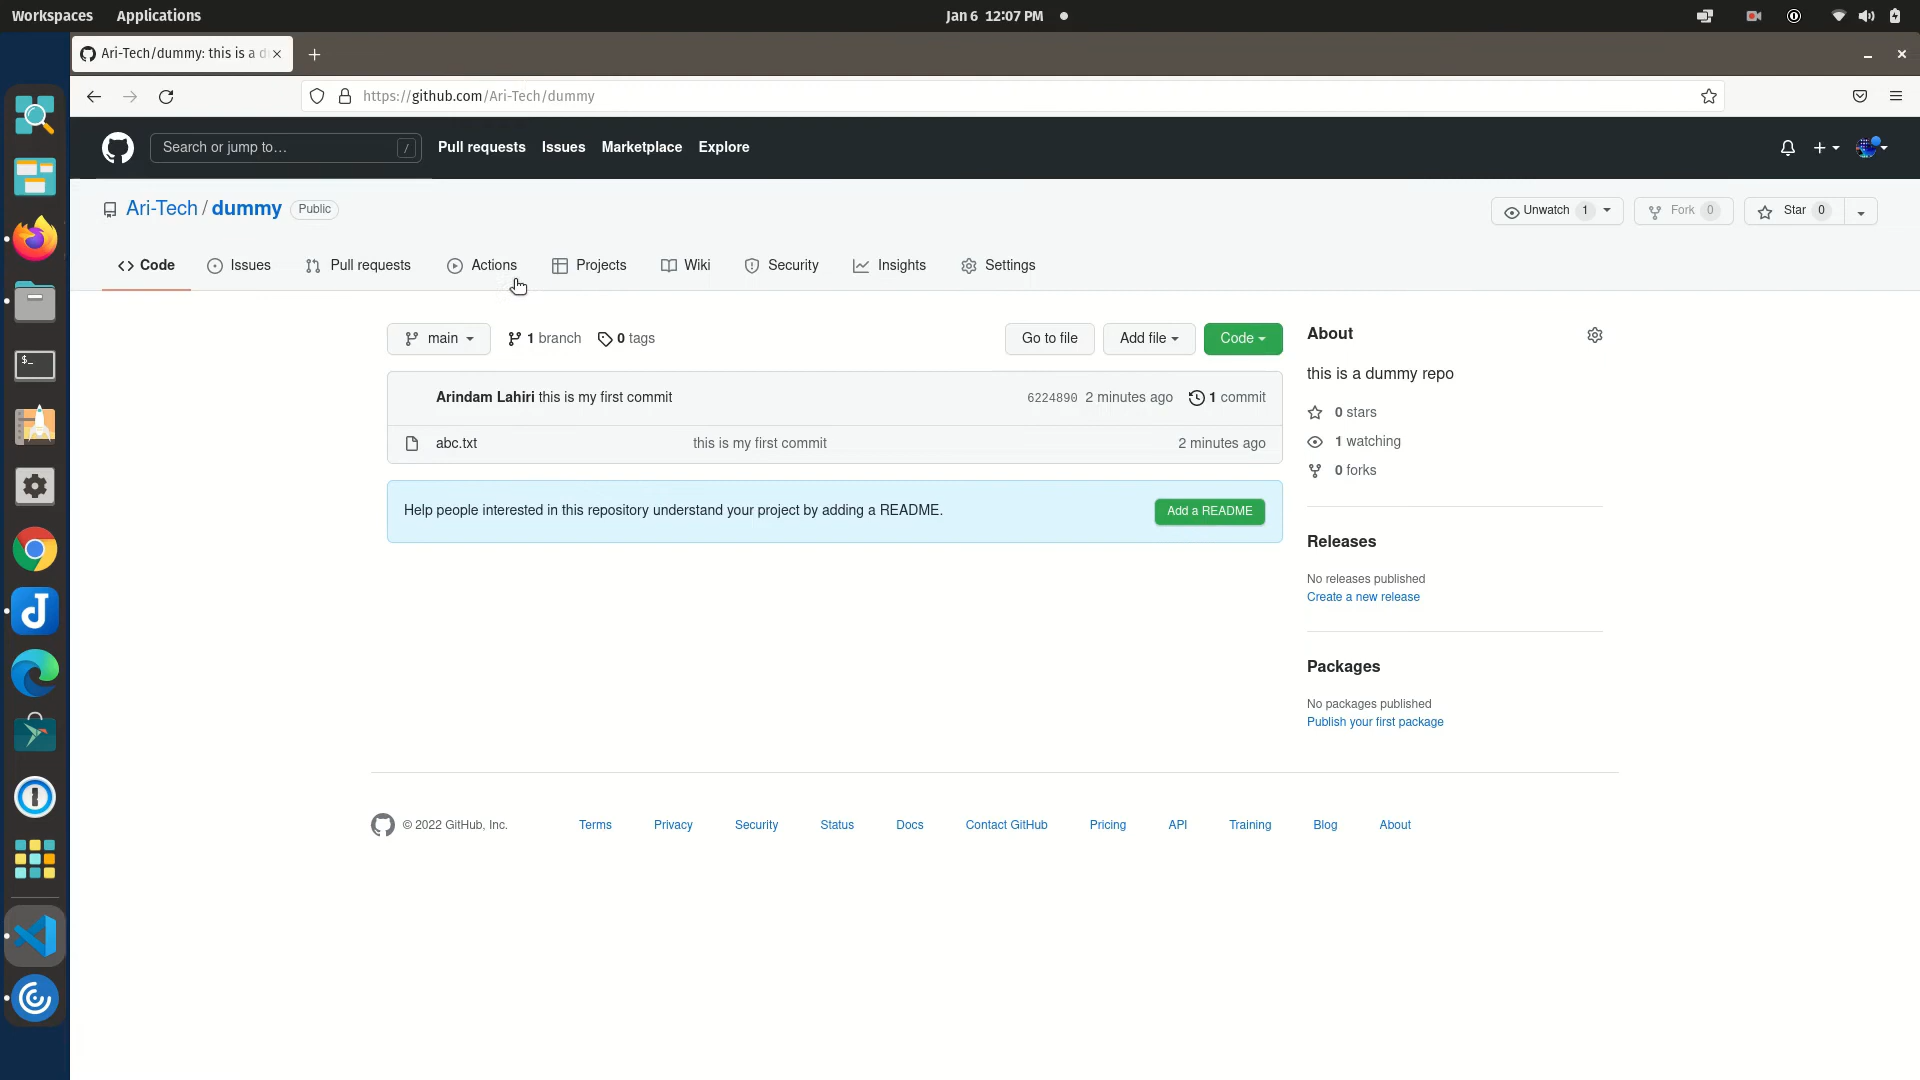 Workspaces Applications Jan 6 12:07 PM
Ari-Tech/dummy: this is a d
https://github.com/Ari-Tech/dummy
Search or jump to… / Pull requests Issues Marketplace Explore
Ari-Tech / dummy Public Unwatch 1 Fork 0 Star 0
Code Issues Pull requests Actions Projects Wiki Security Insights Settings
main 1 branch 0 tags Go to file Add file Code
Arindam Lahiri this is my first commit 6224890 2 minutes ago 1 commit
abc.txt this is my first commit 2 minutes ago
Help people interested in this repository understand your project by adding a README. Add a README
About
this is a dummy repo
0 stars
1 watching
0 forks
Releases
No releases published
Create a new release
Packages
No packages published
Publish your first package
© 2022 GitHub, Inc. Terms Privacy Security Status Docs Contact GitHub Pricing API Training Blog About